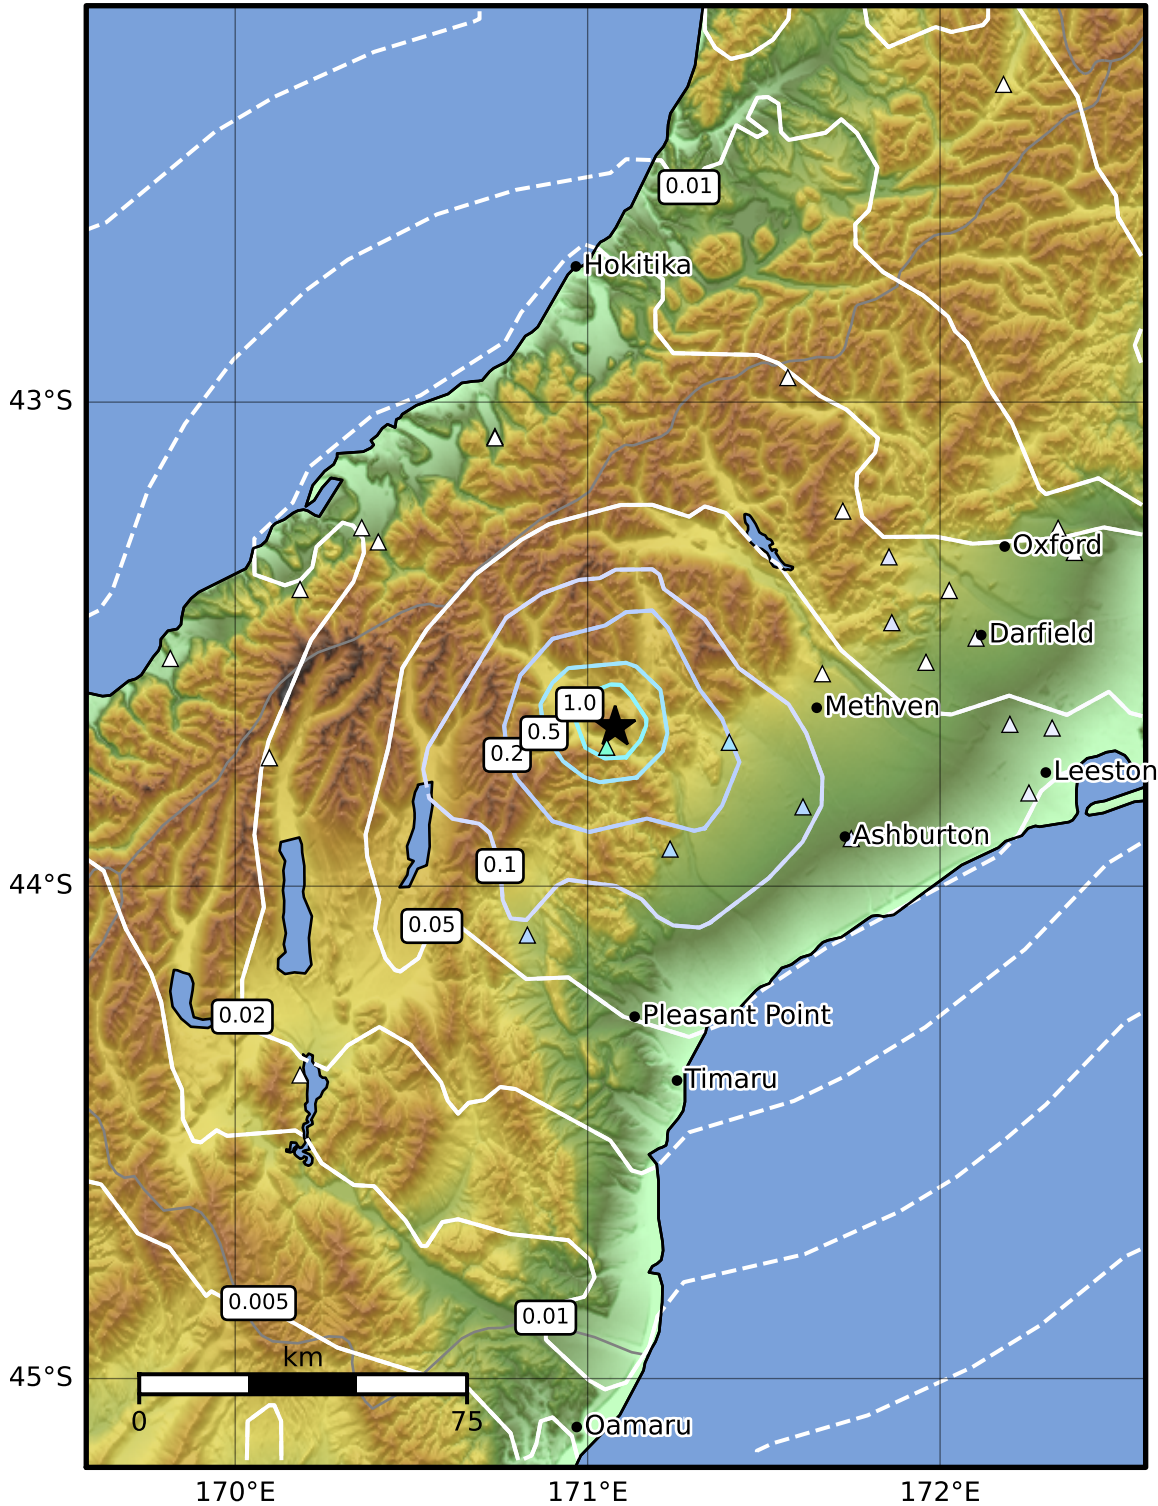 0.01
Hokitika
43°S
Oxford
Darfield
1.0
Methven
0.5
0.2
Leeston
Ashburton
0.1
44°S
0.05
0.02
Pleasant Point
Timaru
0.005
0.01
km
45°S
0
75
Oamaru
170°E
171°E
172°E